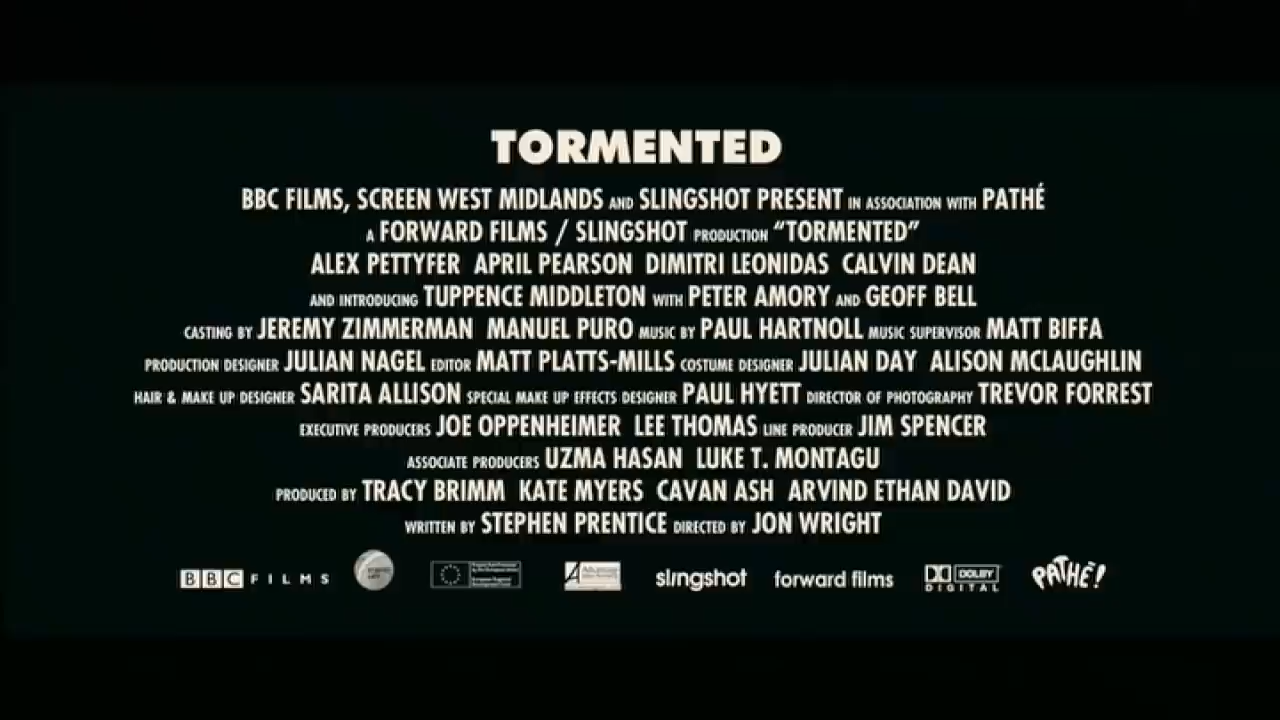 TORMENTED
BBC FILMS, SCREEN WEST MIDLANDS AND SLINGSHOT PRESENT IN ASSOCIATION WITH PATHÉ
A FORWARD FILMS / SLINGSHOT PRODUCTION “TORMENTED”
ALEX PETTYFER APRIL PEARSON DIMITRI LEONIDAS CALVIN DEAN
AND INTRODUCING TUPPENCE MIDDLETON WITH PETER AMORY AND GEOFF BELL
CASTING BY JEREMY ZIMMERMAN MANUEL PURO MUSIC BY PAUL HARTNOLL MUSIC SUPERVISOR MATT BIFFA
PRODUCTION DESIGNER JULIAN NAGEL EDITOR MATT PLATTS-MILLS COSTUME DESIGNER JULIAN DAY ALISON MCLAUGHLIN
HAIR & MAKE UP DESIGNER SARITA ALLISON SPECIAL MAKE UP EFFECTS DESIGNER PAUL HYETT DIRECTOR OF PHOTOGRAPHY TREVOR FORREST
EXECUTIVE PRODUCERS JOE OPPENHEIMER LEE THOMAS LINE PRODUCER JIM SPENCER
ASSOCIATE PRODUCERS UZMA HASAN LUKE T. MONTAGU
PRODUCED BY TRACY BRIMM KATE MYERS CAVAN ASH ARVIND ETHAN DAVID
WRITTEN BY STEPHEN PRENTICE DIRECTED BY JON WRIGHT
BBC FILMS slingshot forward films DOLBY DIGITAL PATHÉ!